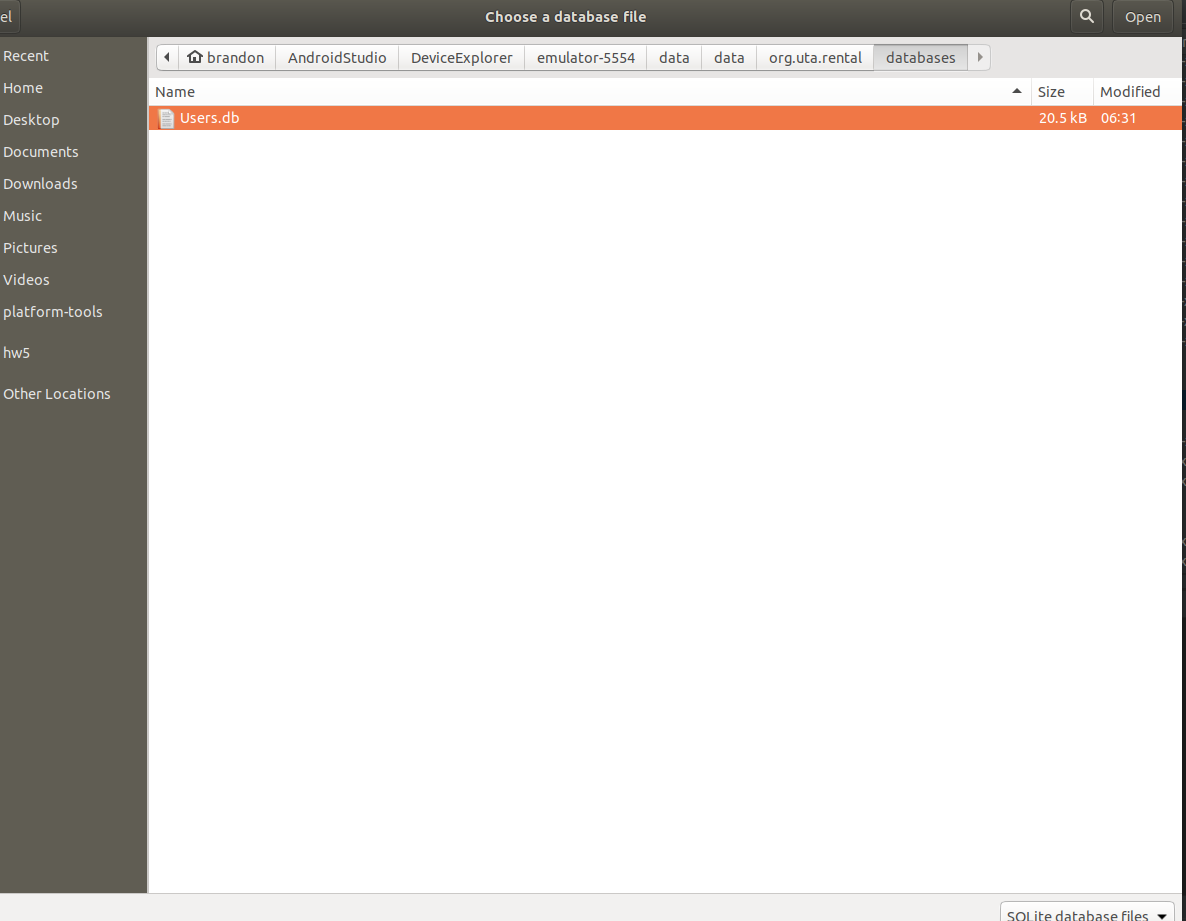 el
Choose a database file
Open
Recent
Home
Desktop
Documents
Downloads
Music
Pictures
Videos
platform-tools
hw5
Other Locations
brandon AndroidStudio DeviceExplorer emulator-5554 data data org.uta.rental databases
Name Size Modified
Users.db 20.5 kB 06:31
SQLite database files